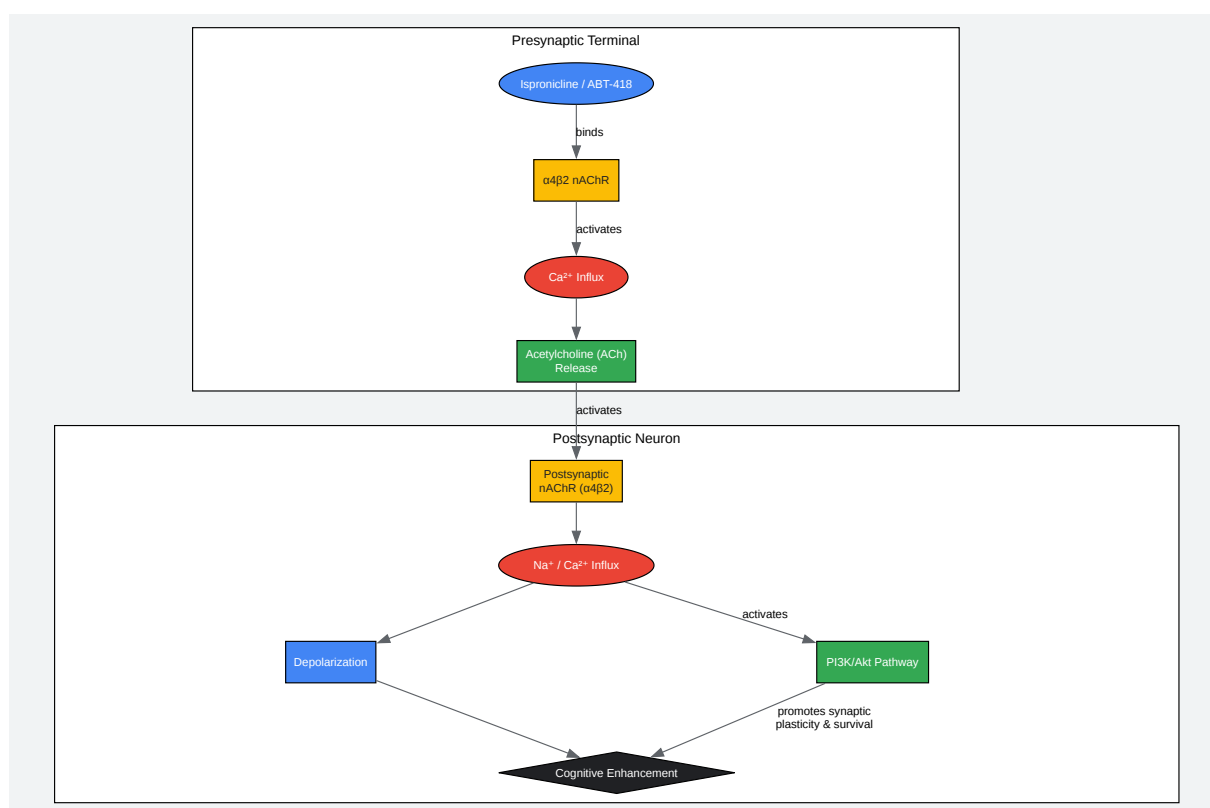 Presynaptic Terminal
Ispronicline / ABT-418
binds
α4β2 nAChR
activates
Ca²⁺ Influx
Acetylcholine (ACh)
Release
activates
Postsynaptic Neuron
Postsynaptic
nAChR (α4β2)
Na⁺ / Ca²⁺ Influx
activates
Depolarization
PI3K/Akt Pathway
promotes synaptic
plasticity & survival
Cognitive Enhancement